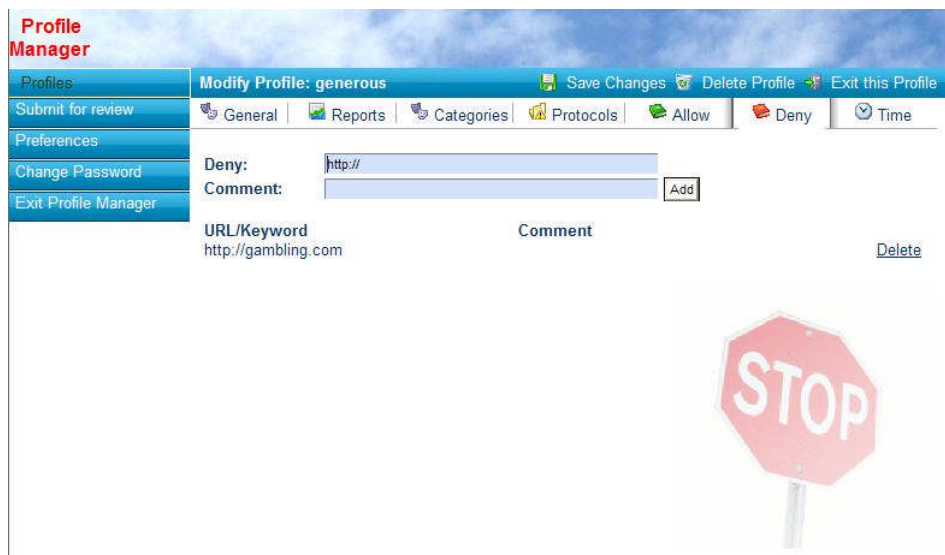 Profile
Manager
Profiles
Modify Profile: generous Save Changes Delete Profile Exit this Profile
Submit for review
General Reports Categories Protocols Allow Deny Time
Preferences
Change Password
Exit Profile Manager
Deny: http://
Comment: Add
URL/Keyword Comment
http://gambling.com Delete
STOP